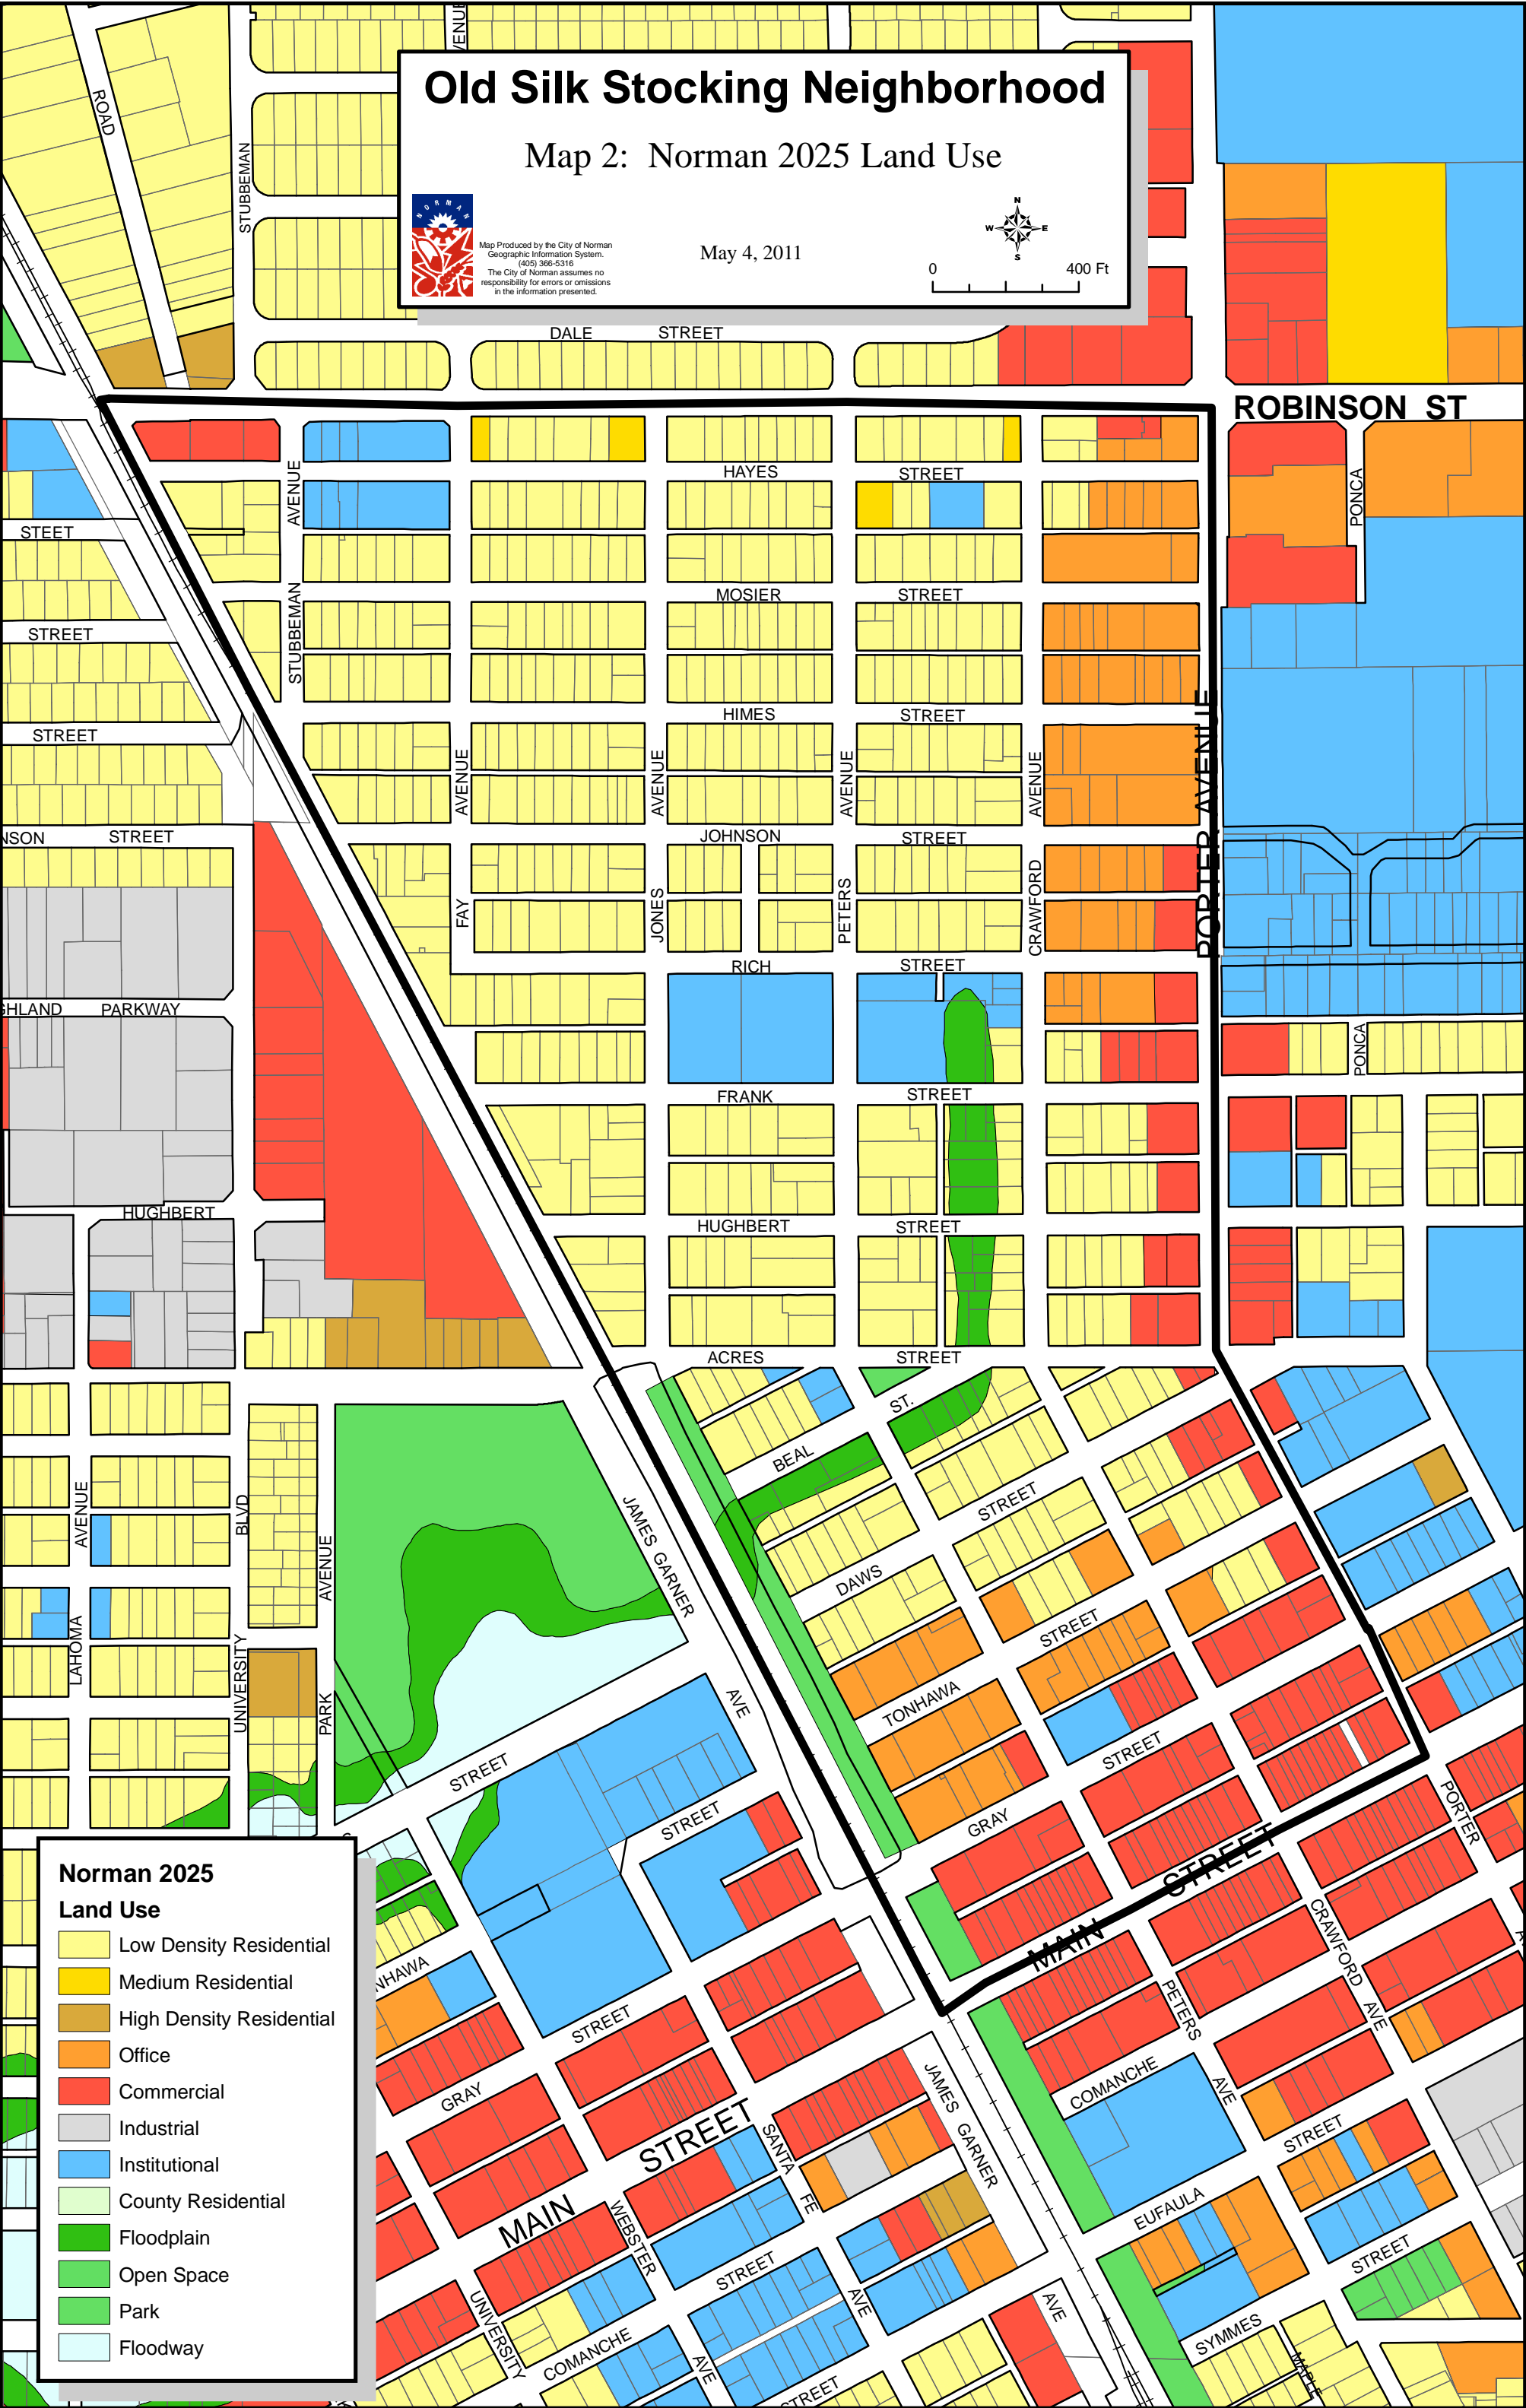 VENUE
Old Silk Stocking Neighborhood
Map 2: Norman 2025 Land Use
NORMAN
Map Produced by the City of Norman
Geographic Information System.
(405) 366-5316
The City of Norman assumes no
responsibility for errors or omissions
in the information presented.
May 4, 2011
N
W E
S
0 400 Ft
ROAD
STUBBEMAN
DALE STREET
ROBINSON ST
HAYES STREET
AVENUE
PONCA
STEET
MOSIER STREET
STREET
STUBBEMAN
HIMES STREET
STREET
AVENUE
AVENUE
AVENUE
AVENUE
PORTER AVENUE
NSON STREET
JOHNSON STREET
FAY
JONES
PETERS
CRAWFORD
RICH STREET
GHLAND PARKWAY
PONCA
FRANK STREET
HUGHBERT
HUGHBERT STREET
ACRES STREET
ST.
BEAL
STREET
AVENUE
BLVD
AVENUE
JAMES GARNER
DAWS
STREET
LAHOMA
UNIVERSITY
PARK
AVE
TONHAWA
STREET
STREET
STREET
GRAY
PORTER
MAIN STREET
Norman 2025
Land Use
Low Density Residential
Medium Residential
High Density Residential
Office
Commercial
Industrial
Institutional
County Residential
Floodplain
Open Space
Park
Floodway
NHAWA
STREET
GRAY
CRAWFORD AVE
PETERS
AVE
COMANCHE
STREET
JAMES GARNER
MAIN STREET
SANTA FE
AVE
WEBSTER
AVE
EUFAULA
STREET
STREET
UNIVERSITY
COMANCHE
STREET
AVE
SYMMES
MAPLE